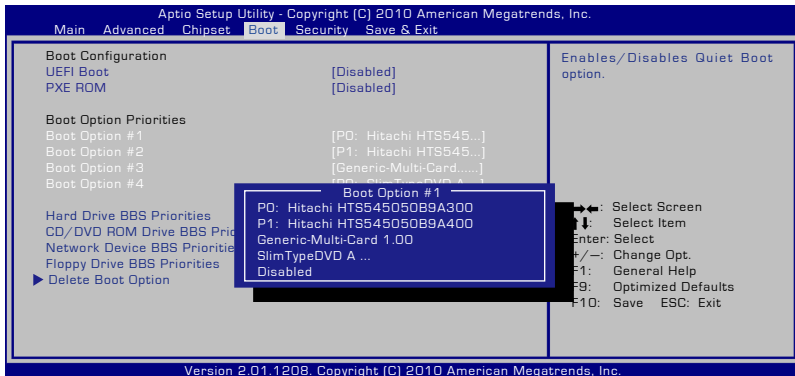 Aptio Setup Utility - Copyright (C) 2010 American Megatrends, Inc.
Main Advanced Chipset Boot Security Save & Exit
Boot Configuration
UEFI Boot [Disabled]
PXE ROM [Disabled]
Boot Option Priorities
Boot Option #1 [P0: Hitachi HTS545...]
Boot Option #2 [P1: Hitachi HTS545...]
Boot Option #3 [Generic-Multi-Card......]
Boot Option #4
Hard Drive BBS Priorities
CD/DVD ROM Drive BBS
Network Device BBS
Floppy Drive BBS Priorities
Delete Boot Option
Boot Option #1
P0: Hitachi HTS545050B9A300
P1: Hitachi HTS545050B9A400
Generic-Multi-Card 1.00
SlimTypeDVD A ...
Disabled
Enables/Disables Quiet Boot
option.
→←: Select Screen
↑↓: Select Item
Enter: Select
+/—: Change Opt.
F1: General Help
F9: Optimized Defaults
F10: Save ESC: Exit
Version 2.01.1208. Copyright (C) 2010 American Megatrends, Inc.